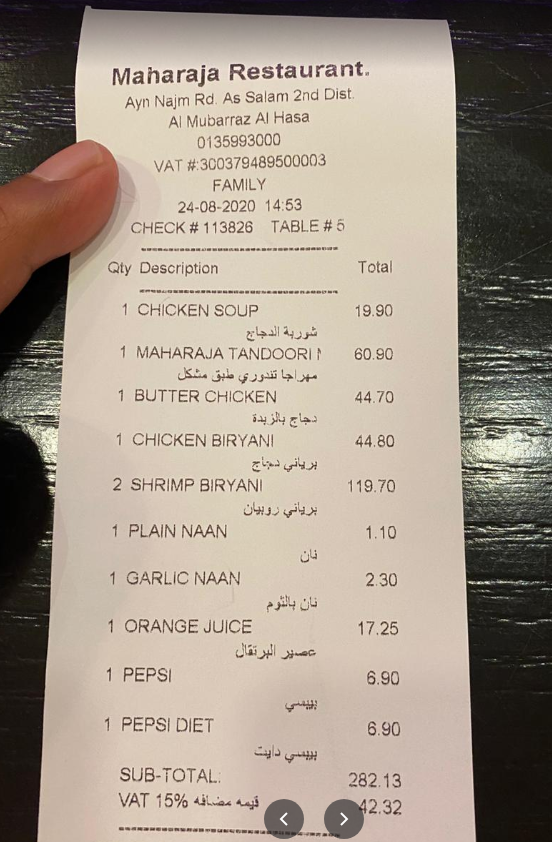 Maharaja Restaurant.
Ayn Najm Rd. As Salam 2nd Dist.
Al Mubarraz Al Hasa
0135993000
VAT #:300379489500003
FAMILY
24-08-2020 14:53
CHECK # 113826 TABLE # 5
Qty Description Total
1 CHICKEN SOUP 19.90
شوربة الدجاج
1 MAHARAJA TANDOORI 60.90
مهراجا تندوري طبق مشكل
1 BUTTER CHICKEN 44.70
دجاج بالزبدة
1 CHICKEN BIRYANI 44.80
برياني دجاج
2 SHRIMP BIRYANI 119.70
برياني روبيان
1 PLAIN NAAN 1.10
نان
1 GARLIC NAAN 2.30
نان بالثوم
1 ORANGE JUICE 17.25
عصير البرتقال
1 PEPSI 6.90
بيبسي
1 PEPSI DIET 6.90
بيبسي دايت
SUB-TOTAL: 282.13
VAT 15% قيمه مضافه 42.32